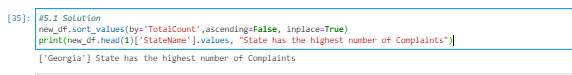 [35]: #5.1 Solution
new_df.sort_values(by='TotalCount',ascending=False, inplace=True)
print(new_df.head(1)['StateName'].values, "State has the highest number of Complaints")
['Georgia'] State has the highest number of Complaints